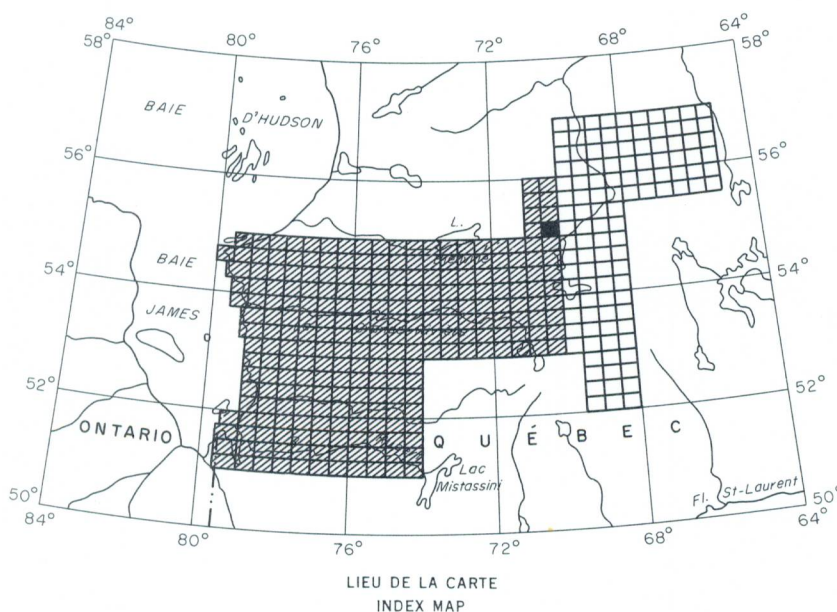 84°
58°
80°
76°
72°
68°
64°
58°
BAIE
D'HUDSON
56°
56°
L.
54°
BAIE
JAMES
54°
52°
52°
ONTARIO
QUÉBEC
Lac
Mistassini
50°
84°
80°
76°
72°
68°
Fl. St-Laurent
50°
64°
LIEU DE LA CARTE
INDEX MAP